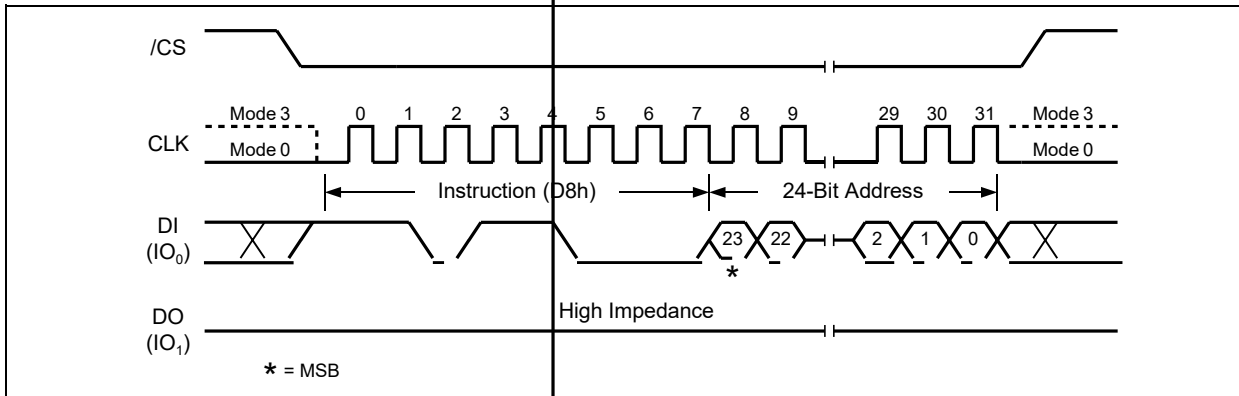 /CS
Mode 3 0 1 2 3 4 5 6 7 8 9 29 30 31 Mode 3
CLK
Mode 0 Mode 0
Instruction (D8h) 24-Bit Address
DI
(IO₀) 23 22 2 1 0
*
High Impedance
DO
(IO₁)
* = MSB